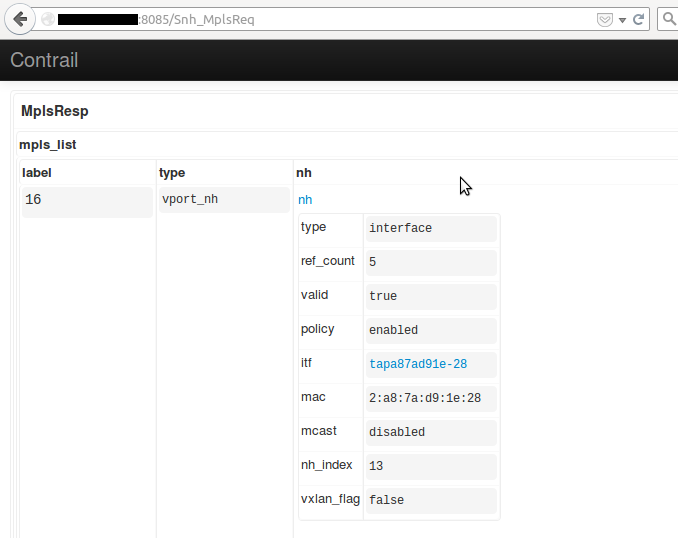 :8085/Snh_MplsReq
Contrail
MplsResp
mpls_list
label type nh
16 vport_nh nh
type interface
ref_count 5
valid true
policy enabled
itf tapa87ad91e-28
mac 2:a8:7a:d9:1e:28
mcast disabled
nh_index 13
vxlan_flag false